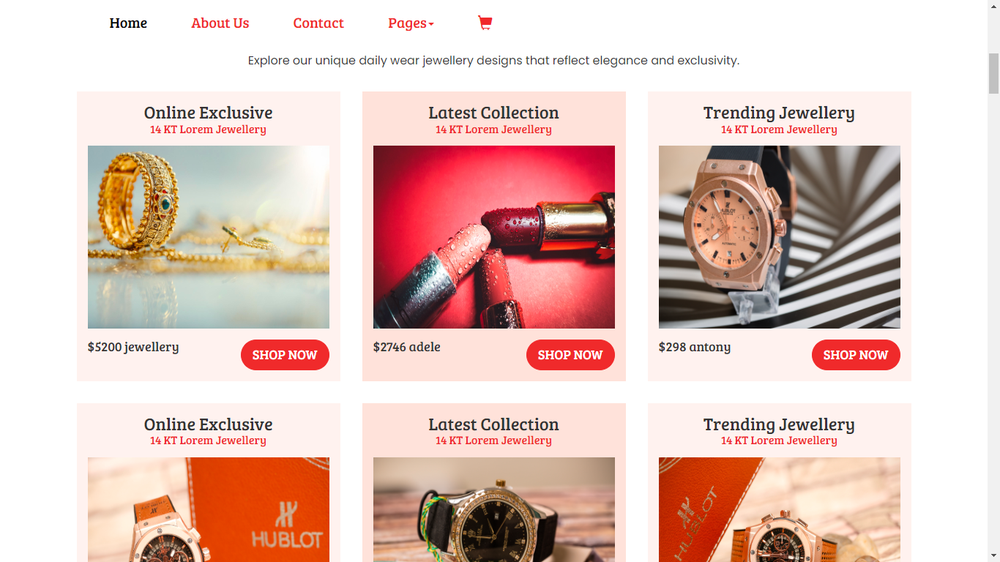 Home About Us Contact Pages
Explore our unique daily wear jewellery designs that reflect elegance and exclusivity.
Online Exclusive
14 KT Lorem Jewellery
$5200 jewellery
SHOP NOW
Latest Collection
14 KT Lorem Jewellery
$2746 adele
SHOP NOW
Trending Jewellery
14 KT Lorem Jewellery
HUBLOT
AUTOMATIC
$298 antony
SHOP NOW
Online Exclusive
14 KT Lorem Jewellery
HUBLOT
Latest Collection
14 KT Lorem Jewellery
Trending Jewellery
14 KT Lorem Jewellery
HUBLOT